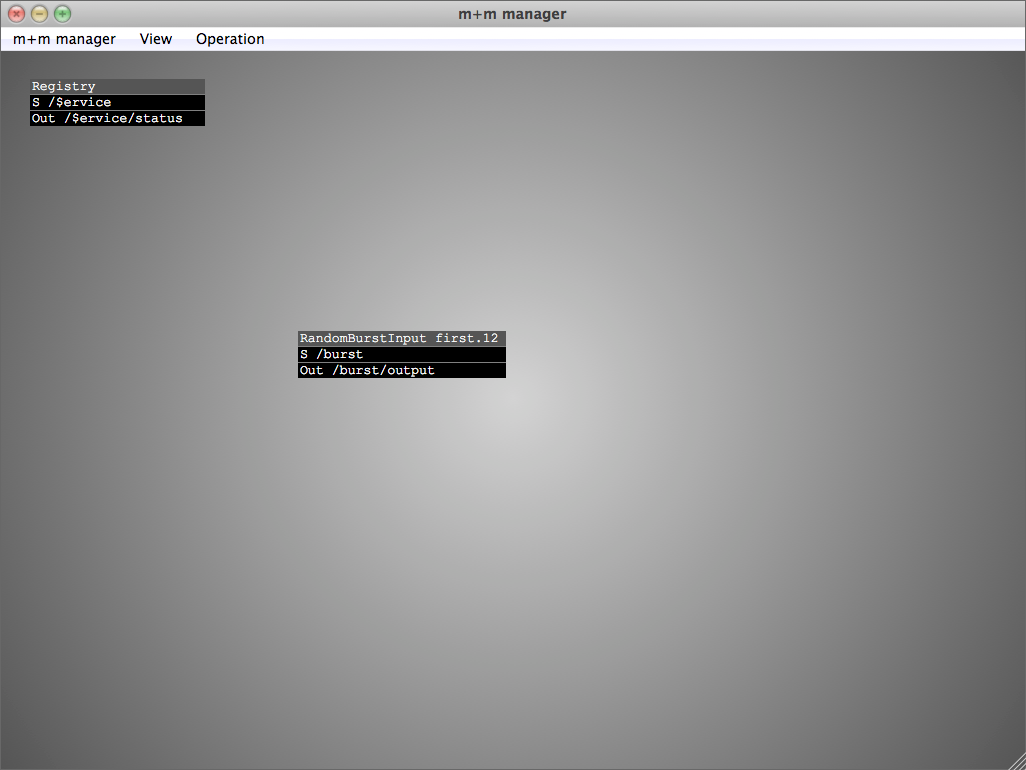 m+m manager
m+m manager View Operation
Registry
S /$ervice
Out /$ervice/status
RandomBurstInput first.12
S /burst
Out /burst/output